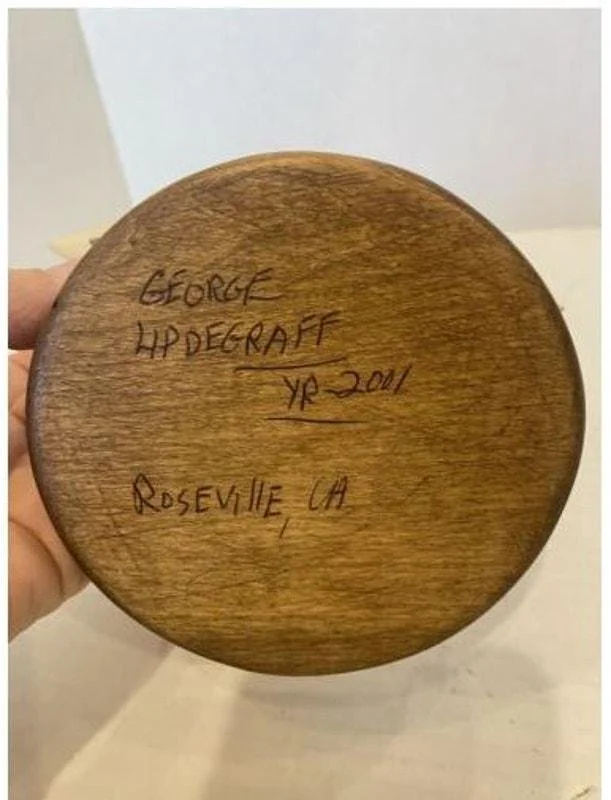 GEORGE
UPDEGRAFF
YR-2001
ROSEVIllE, CA